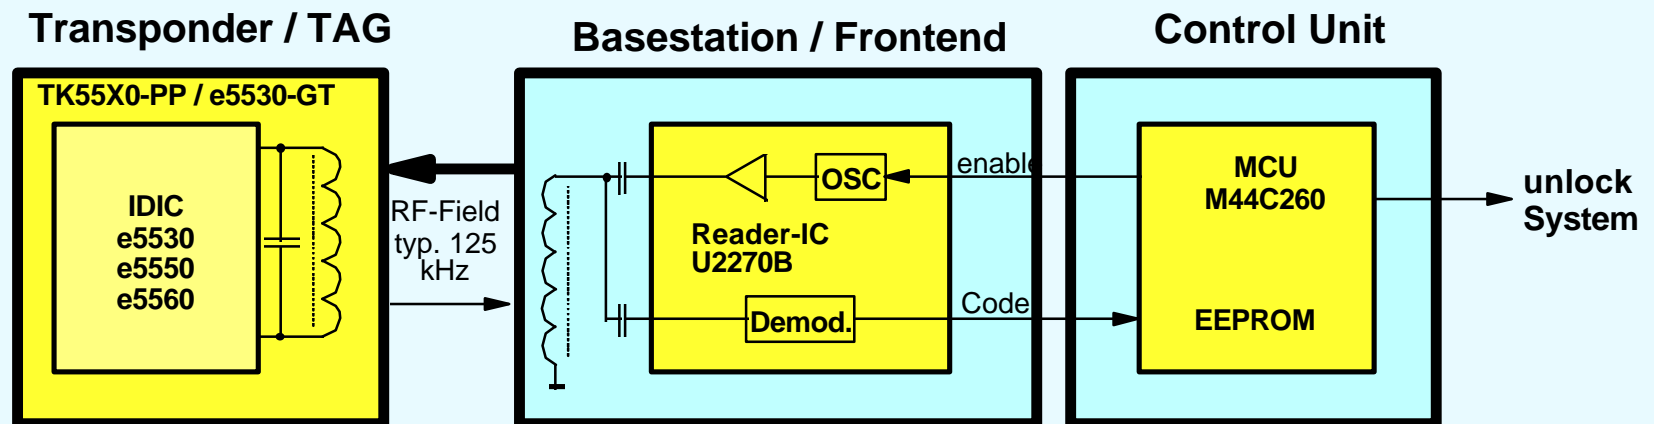 Transponder / TAG
Basestation / Frontend
Control Unit
TK55X0-PP / e5530-GT
IDIC
e5530
e5550
e5560
RF-Field
typ. 125
kHz
OSC
Reader-IC
U2270B
Demod.
enable
Code
MCU
M44C260
EEPROM
unlock
System